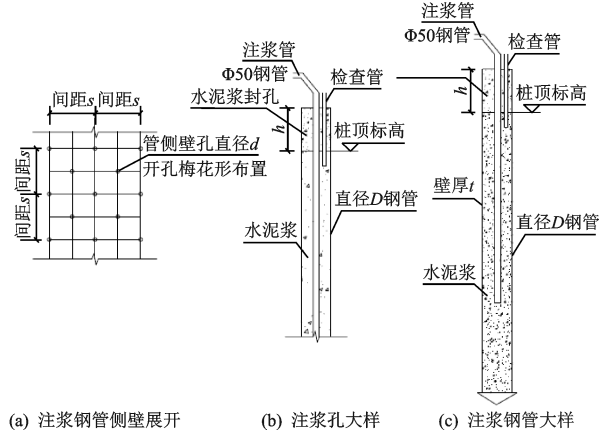 间距s 间距s
间距s
间距s
管侧壁孔直径d
开孔梅花形布置
(a) 注浆钢管侧壁展开
注浆管
Φ50钢管
检查管
水泥浆封孔
h
桩顶标高
直径D钢管
水泥浆
(b) 注浆孔大样
注浆管
Φ50钢管
检查管
h
桩顶标高
壁厚t
直径D钢管
水泥浆
(c) 注浆钢管大样